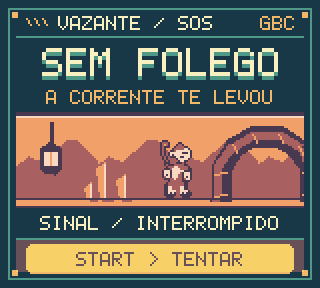 VAZANTE / SOS GBC
SEM FOLEGO
A CORRENTE TE LEVOU
SINAL / INTERROMPIDO
START > TENTAR